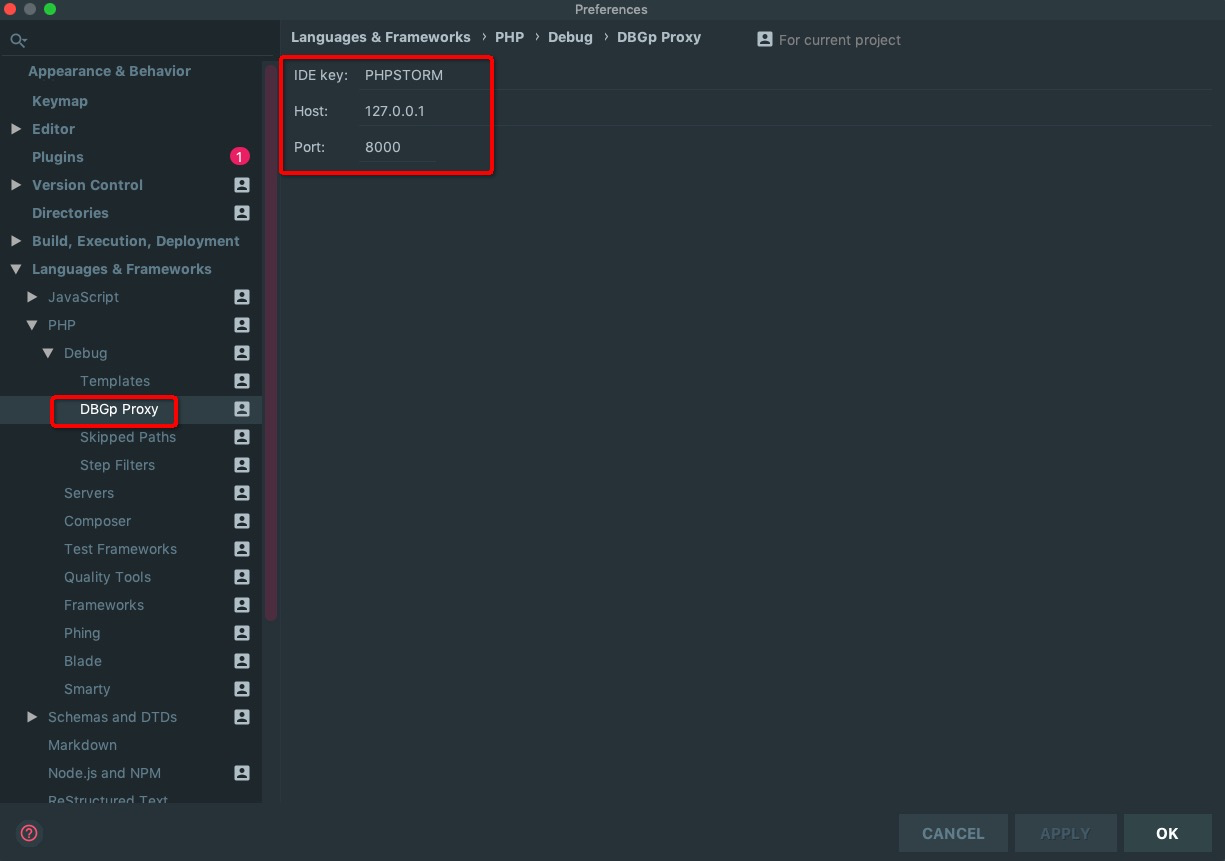 Preferences
Languages & Frameworks › PHP › Debug › DBGp Proxy
For current project
Appearance & Behavior
Keymap
Editor
Plugins
1
Version Control
Directories
Build, Execution, Deployment
Languages & Frameworks
JavaScript
PHP
Debug
Templates
DBGp Proxy
Skipped Paths
Step Filters
Servers
Composer
Test Frameworks
Quality Tools
Frameworks
Phing
Blade
Smarty
Schemas and DTDs
Markdown
Node.js and NPM
ReStructured Text
IDE key: PHPSTORM
Host: 127.0.0.1
Port: 8000
?
CANCEL
APPLY
OK